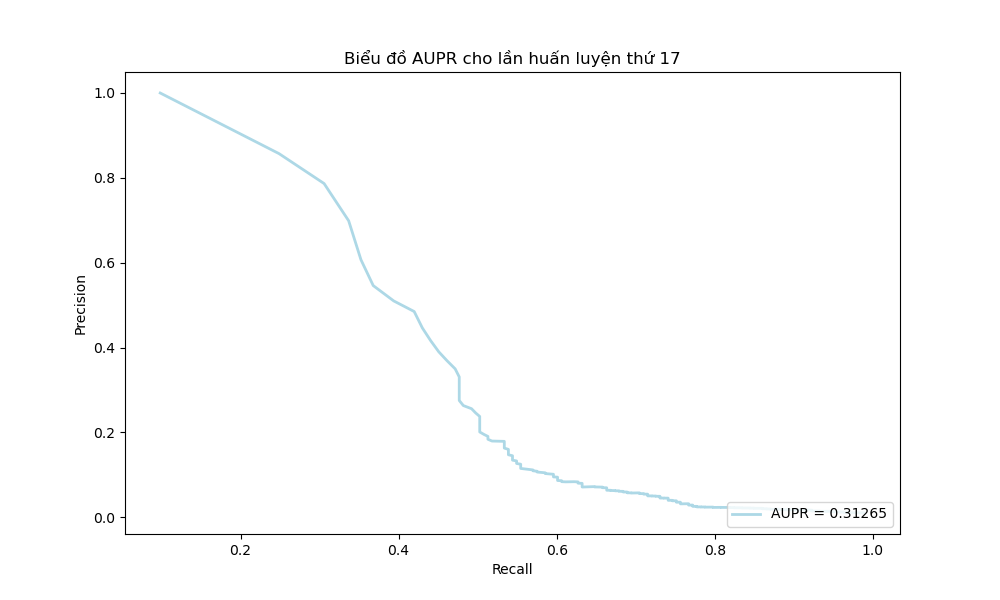 Biểu đồ AUPR cho lần huấn luyện thứ 17
1.0
0.8
0.6
0.4
0.2
0.0
Precision
0.2 0.4 0.6 0.8 1.0
Recall
AUPR = 0.31265